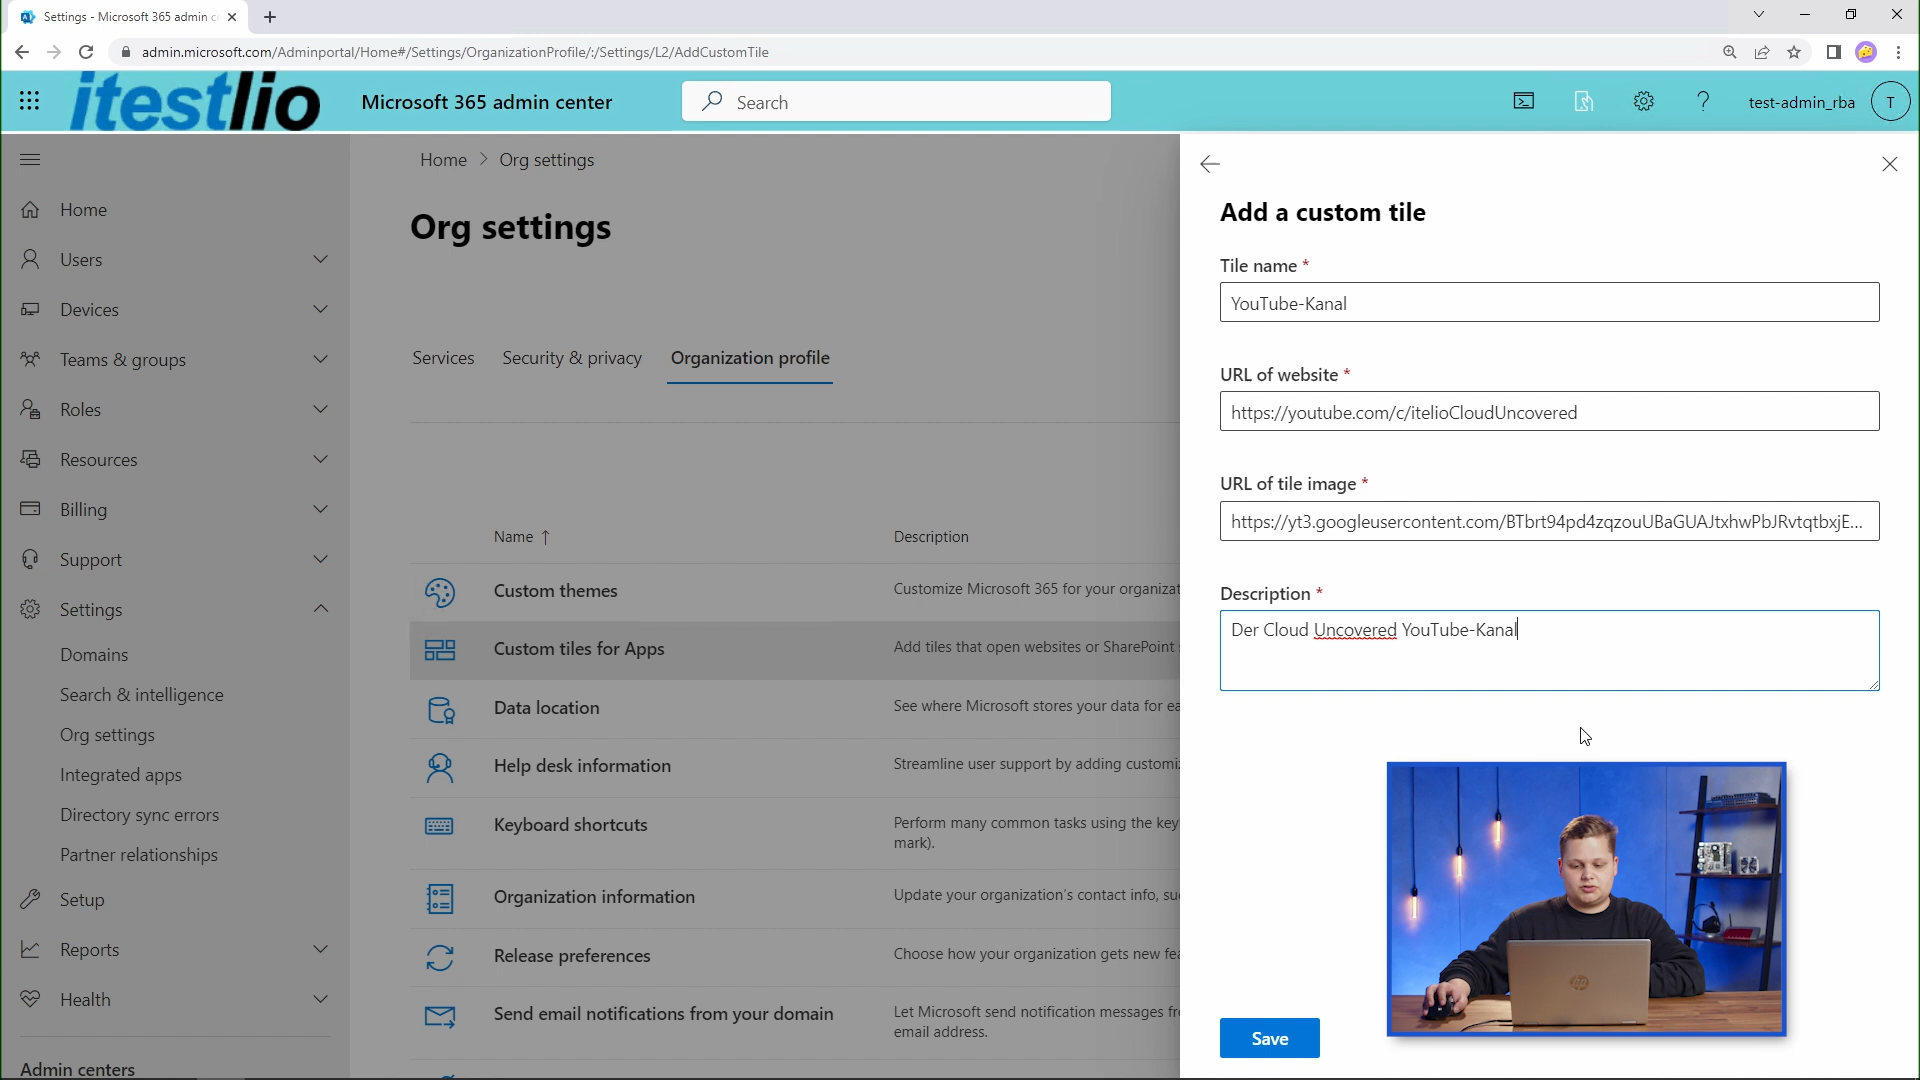 Settings - Microsoft 365 admin c
admin.microsoft.com/Adminportal/Home#/Settings/OrganizationProfile/:/Settings/L2/AddCustomTile
itestlio
Microsoft 365 admin center
Search
test-admin_rba
T
Home
Users
Devices
Teams & groups
Roles
Resources
Billing
Support
Settings
Domains
Search & intelligence
Org settings
Integrated apps
Directory sync errors
Partner relationships
Setup
Reports
Health
Admin centers
Home > Org settings
Org settings
Services Security & privacy Organization profile
Name ↑ Description
Custom themes Customize Microsoft 365 for your organizat
Custom tiles for Apps Add tiles that open websites or SharePoint
Data location See where Microsoft stores your data for ea
Help desk information Streamline user support by adding customi
Keyboard shortcuts Perform many common tasks using the key
mark).
Organization information Update your organization's contact info, su
Release preferences Choose how your organization gets new fea
Send email notifications from your domain Let Microsoft send notification messages fr
email address.
Add a custom tile
Tile name *
YouTube-Kanal
URL of website *
https://youtube.com/c/itelioCloudUncovered
URL of tile image *
https://yt3.googleusercontent.com/BTbrt94pd4zqzouUBaGUAJtxhwPbJRvtqtbxjE...
Description *
Der Cloud Uncovered YouTube-Kanal
Save